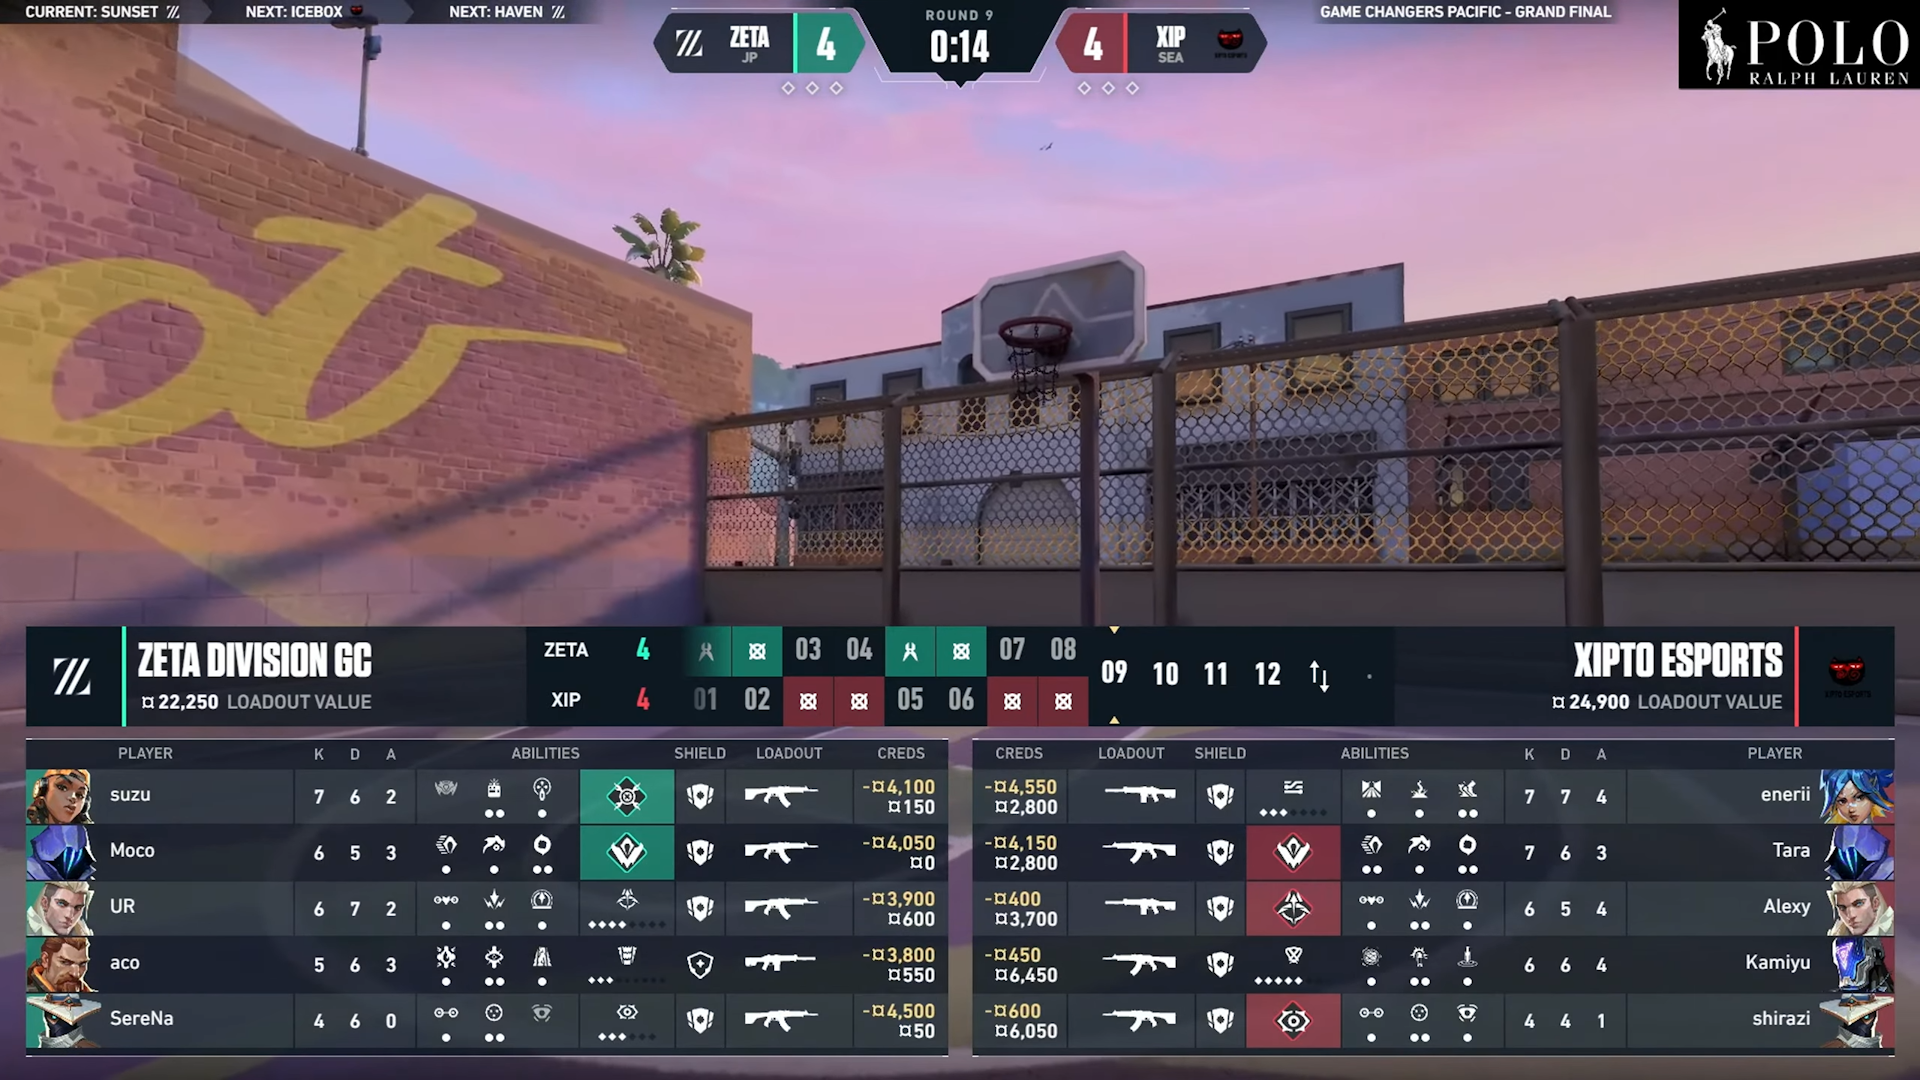 CURRENT: SUNSET
NEXT: ICEBOX
NEXT: HAVEN
ZETA
JP
4
ROUND 9
0:14
4
XIP
SEA
GAME CHANGERS PACIFIC - GRAND FINAL
POLO
RALPH LAUREN
ot
ZETA DIVISION GC
¤ 22,250 LOADOUT VALUE
ZETA 4 03 04 07 08
XIP 4 01 02 05 06
09 10 11 12
XIPTO ESPORTS
¤ 24,900 LOADOUT VALUE
PLAYER K D A ABILITIES SHIELD LOADOUT CREDS
suzu 7 6 2 -¤4,100
¤150
Moco 6 5 3 -¤4,050
¤0
UR 6 7 2 -¤3,900
¤600
aco 5 6 3 -¤3,800
¤550
SereNa 4 6 0 -¤4,500
¤50
CREDS LOADOUT SHIELD ABILITIES K D A PLAYER
-¤4,550 7 7 4 enerii
¤2,800
-¤4,150 7 6 3 Tara
¤2,800
-¤400 6 5 4 Alexy
¤3,700
-¤450 6 6 4 Kamiyu
¤6,450
-¤600 4 4 1 shirazi
¤6,050